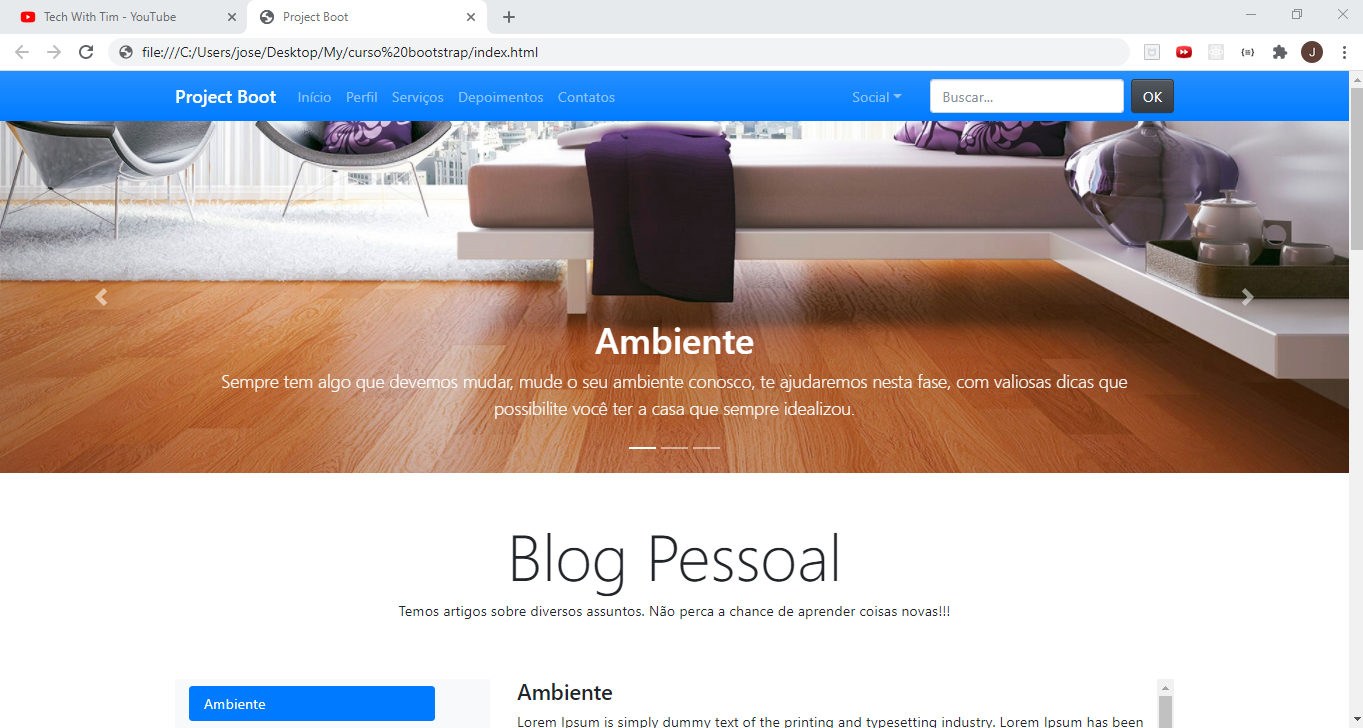 Tech With Tim - YouTube
Project Boot
file:///C:/Users/jose/Desktop/My/curso%20bootstrap/index.html
J
Project Boot Início Perfil Serviços Depoimentos Contatos Social Buscar... OK
Ambiente
Sempre tem algo que devemos mudar, mude o seu ambiente conosco, te ajudaremos nesta fase, com valiosas dicas que
possibilite você ter a casa que sempre idealizou.
Blog Pessoal
Temos artigos sobre diversos assuntos. Não perca a chance de aprender coisas novas!!!
Ambiente
Ambiente
Lorem Ipsum is simply dummy text of the printing and typesetting industry. Lorem Ipsum has been